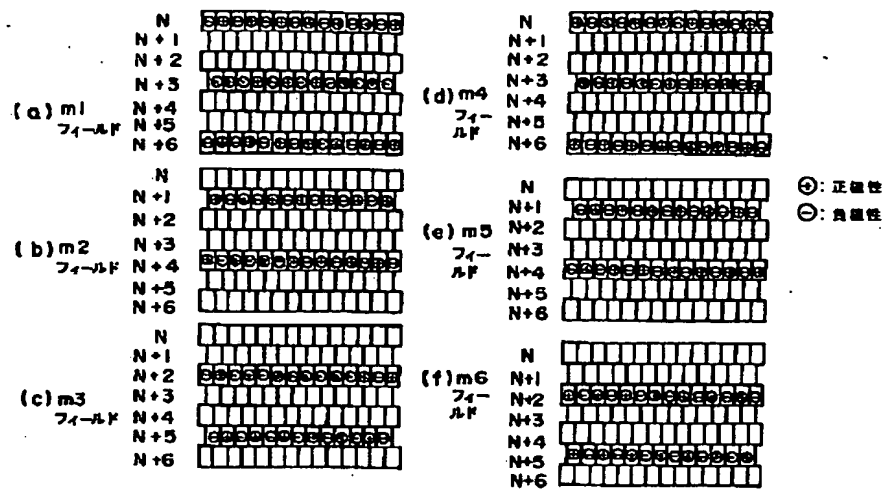 N
N+1
N+2
N+3
N+4
N+5
N+6
(a) m1
フィールド
N
N+1
N+2
N+3
N+4
N+5
N+6
(b) m2
フィールド
N
N+1
N+2
N+3
N+4
N+5
N+6
(c) m3
フィールド
N
N+1
N+2
N+3
N+4
N+5
N+6
(d) m4
フィー
ルド
N
N+1
N+2
N+3
N+4
N+5
N+6
(e) m5
フィー
ルド
N
N+1
N+2
N+3
N+4
N+5
N+6
(f) m6
フィー
ルド
⊕: 正極性
⊖: 負極性